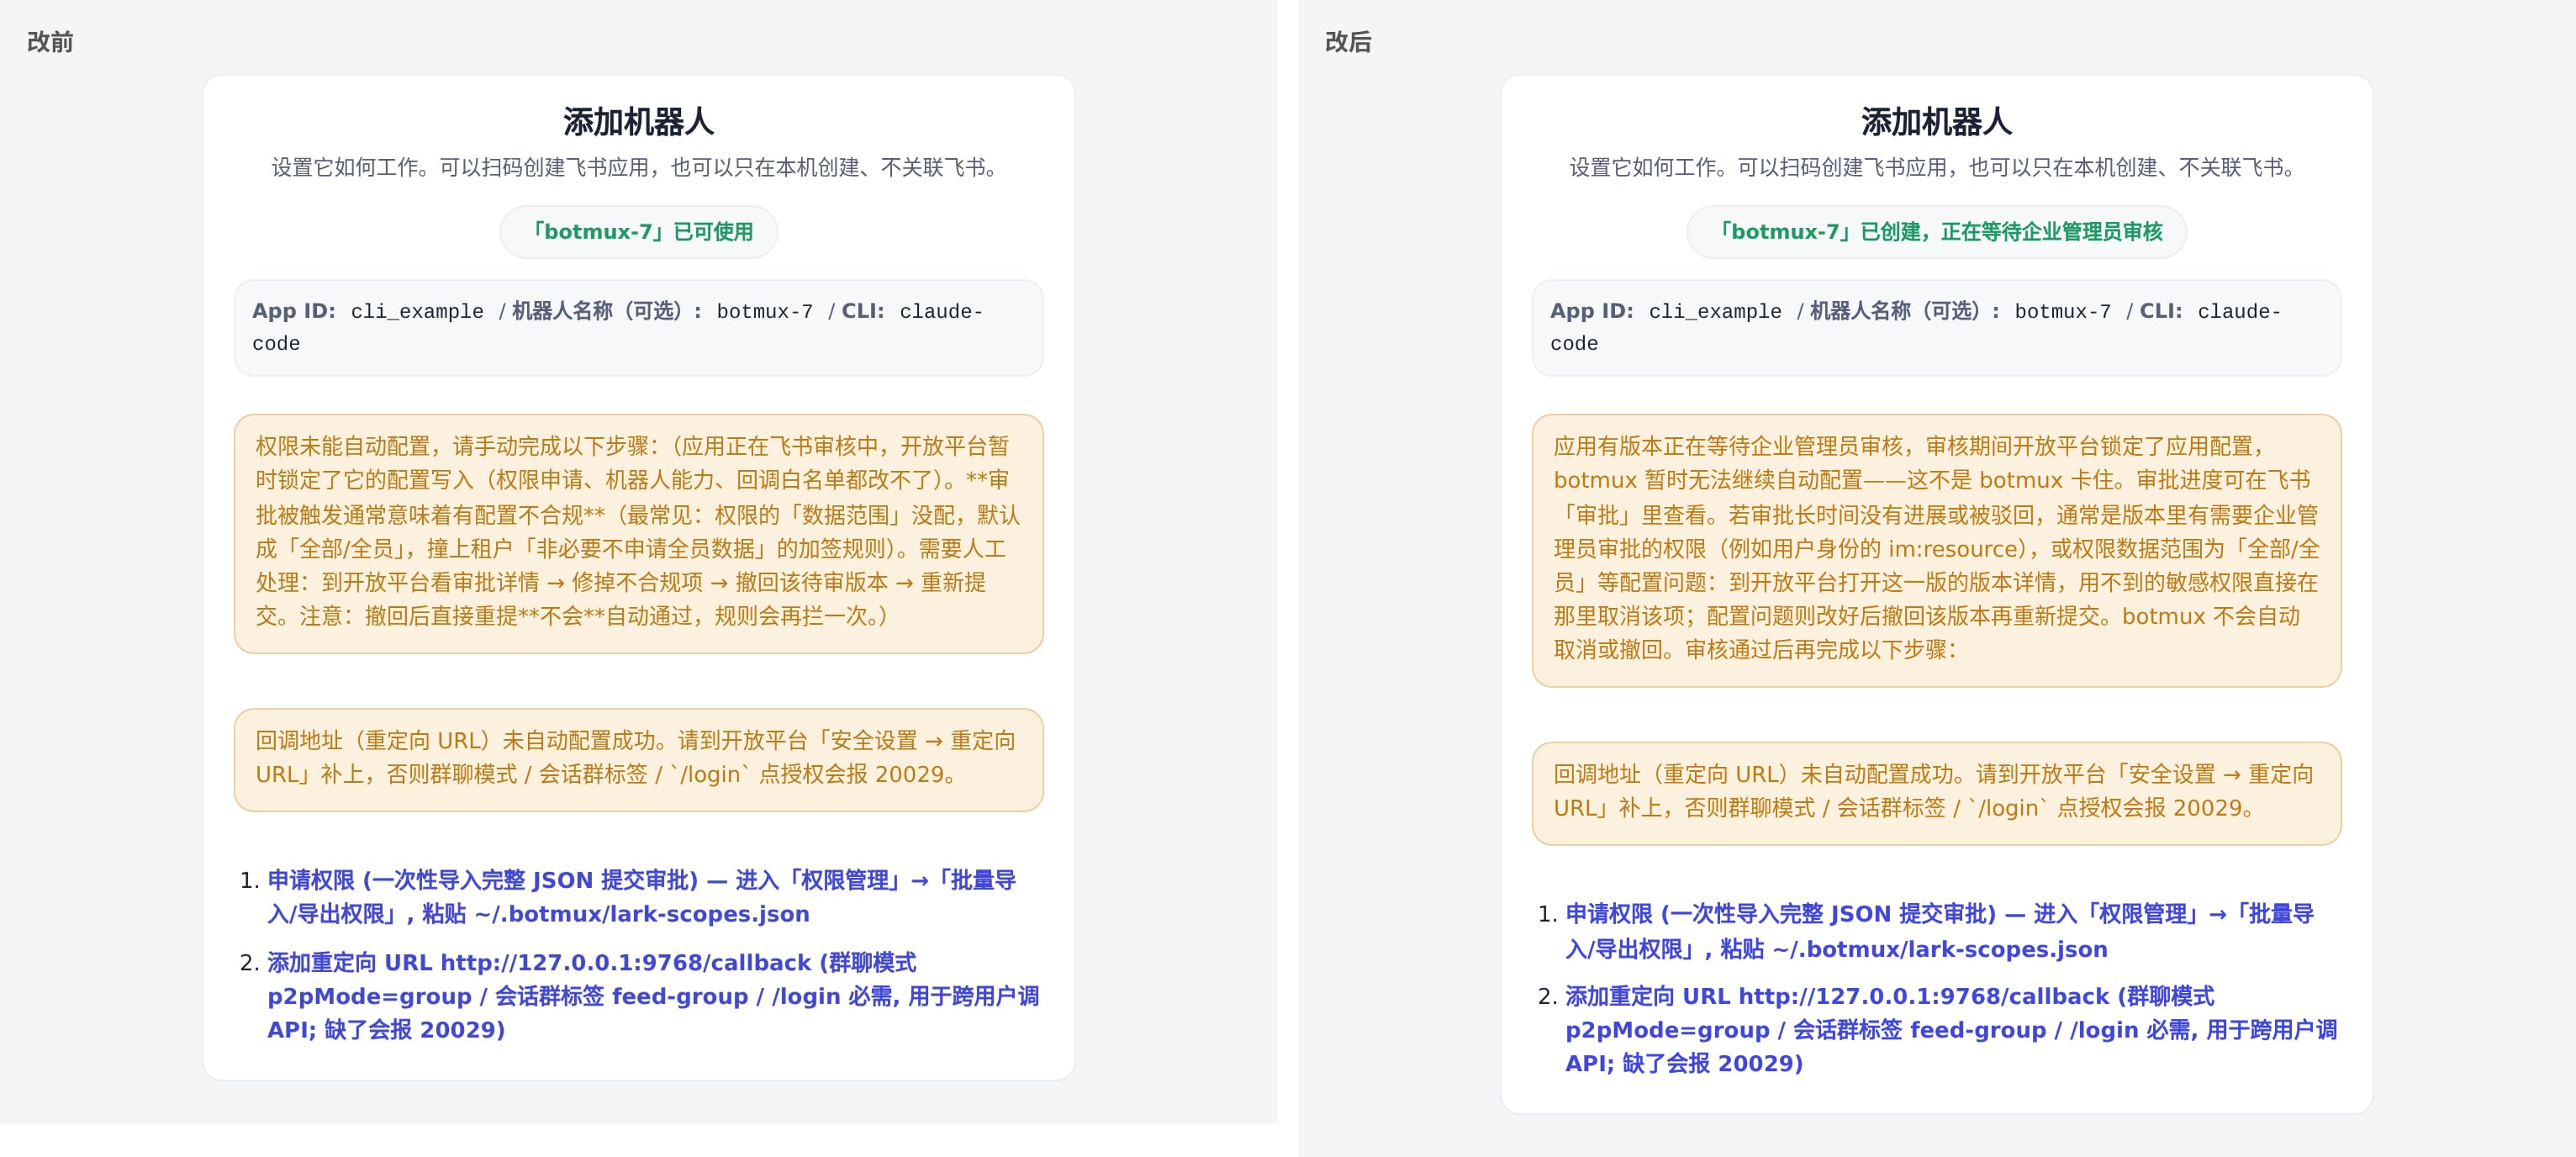 改前
添加机器人
设置它如何工作。可以扫码创建飞书应用，也可以只在本机创建、不关联飞书。
「botmux-7」已可使用
App ID: cli_example / 机器人名称（可选）: botmux-7 / CLI: claude-
code
权限未能自动配置，请手动完成以下步骤：（应用正在飞书审核中，开放平台暂
时锁定了它的配置写入（权限申请、机器人能力、回调白名单都改不了）。**审
批被触发通常意味着有配置不合规**（最常见：权限的「数据范围」没配，默认
成「全部/全员」，撞上租户「非必要不申请全员数据」的加签规则）。需要人工
处理：到开放平台看审批详情 → 修掉不合规项 → 撤回该待审版本 → 重新提
交。注意：撤回后直接重提**不会**自动通过，规则会再拦一次。）
回调地址（重定向 URL）未自动配置成功。请到开放平台「安全设置 → 重定向
URL」补上，否则群聊模式 / 会话群标签 / `/login` 点授权会报 20029。
1. 申请权限 (一次性导入完整 JSON 提交审批) — 进入「权限管理」→「批量导
入/导出权限」, 粘贴 ~/.botmux/lark-scopes.json
2. 添加重定向 URL http://127.0.0.1:9768/callback (群聊模式
p2pMode=group / 会话群标签 feed-group / /login 必需, 用于跨用户调
API; 缺了会报 20029)
改后
添加机器人
设置它如何工作。可以扫码创建飞书应用，也可以只在本机创建、不关联飞书。
「botmux-7」已创建，正在等待企业管理员审核
App ID: cli_example / 机器人名称（可选）: botmux-7 / CLI: claude-
code
应用有版本正在等待企业管理员审核，审核期间开放平台锁定了应用配置，
botmux 暂时无法继续自动配置——这不是 botmux 卡住。审批进度可在飞书
「审批」里查看。若审批长时间没有进展或被驳回，通常是版本里有需要企业管
理员审批的权限（例如用户身份的 im:resource），或权限数据范围为「全部/全
员」等配置问题：到开放平台打开这一版的版本详情，用不到的敏感权限直接在
那里取消该项；配置问题则改好后撤回该版本再重新提交。botmux 不会自动
取消或撤回。审核通过后再完成以下步骤：
回调地址（重定向 URL）未自动配置成功。请到开放平台「安全设置 → 重定向
URL」补上，否则群聊模式 / 会话群标签 / `/login` 点授权会报 20029。
1. 申请权限 (一次性导入完整 JSON 提交审批) — 进入「权限管理」→「批量导
入/导出权限」, 粘贴 ~/.botmux/lark-scopes.json
2. 添加重定向 URL http://127.0.0.1:9768/callback (群聊模式
p2pMode=group / 会话群标签 feed-group / /login 必需, 用于跨用户调
API; 缺了会报 20029)